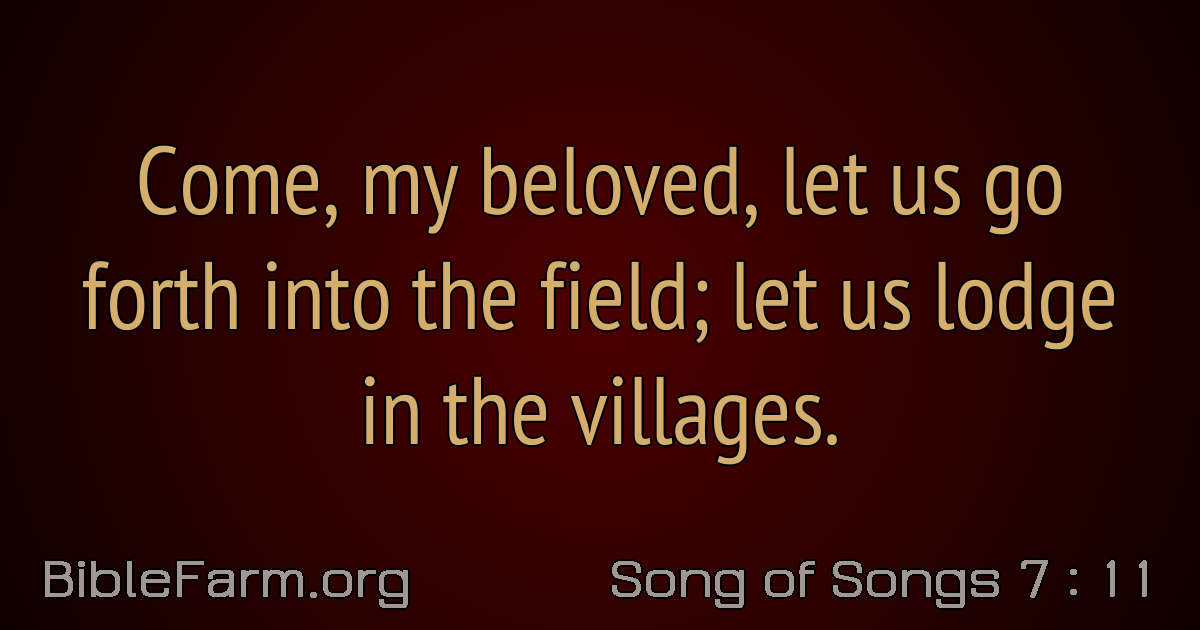 Come, my beloved, let us go
forth into the field; let us lodge
in the villages.
BibleFarm.org
Song of Songs 7 : 11